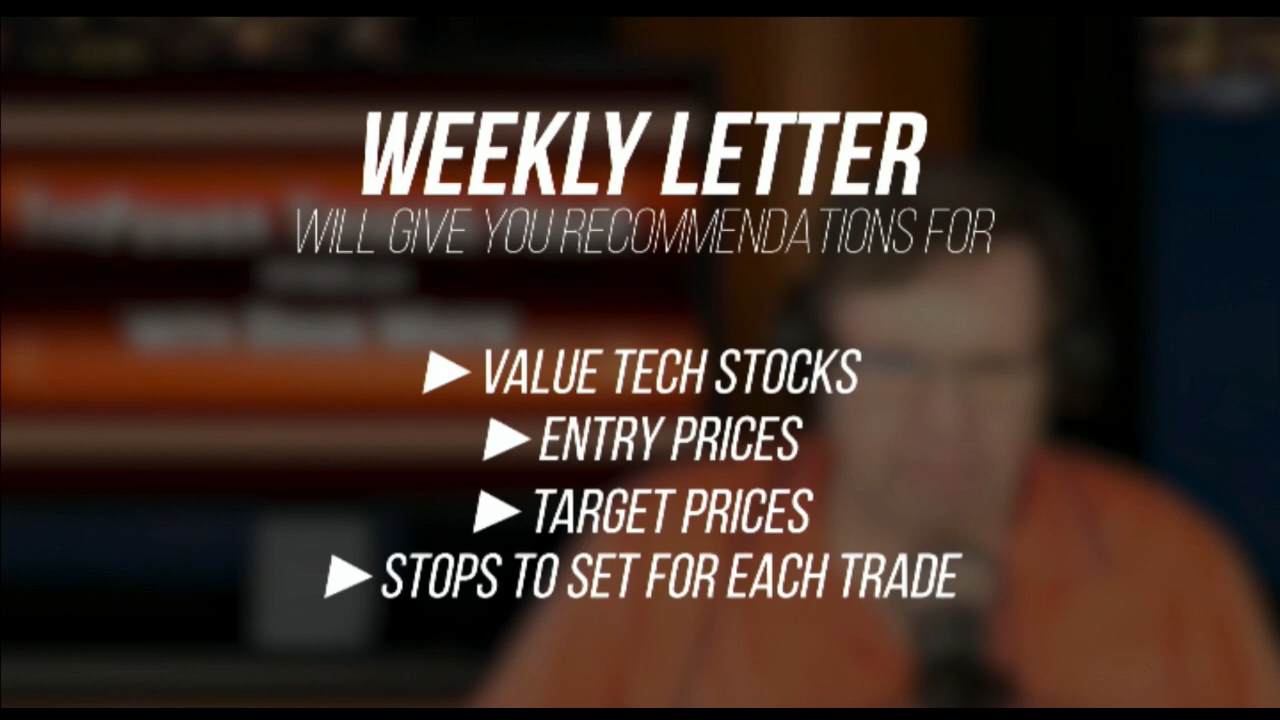 WEEKLY LETTER
WILL GIVE YOU RECOMMENDATIONS FOR
▶ VALUE TECH STOCKS
▶ ENTRY PRICES
▶ TARGET PRICES
▶ STOPS TO SET FOR EACH TRADE